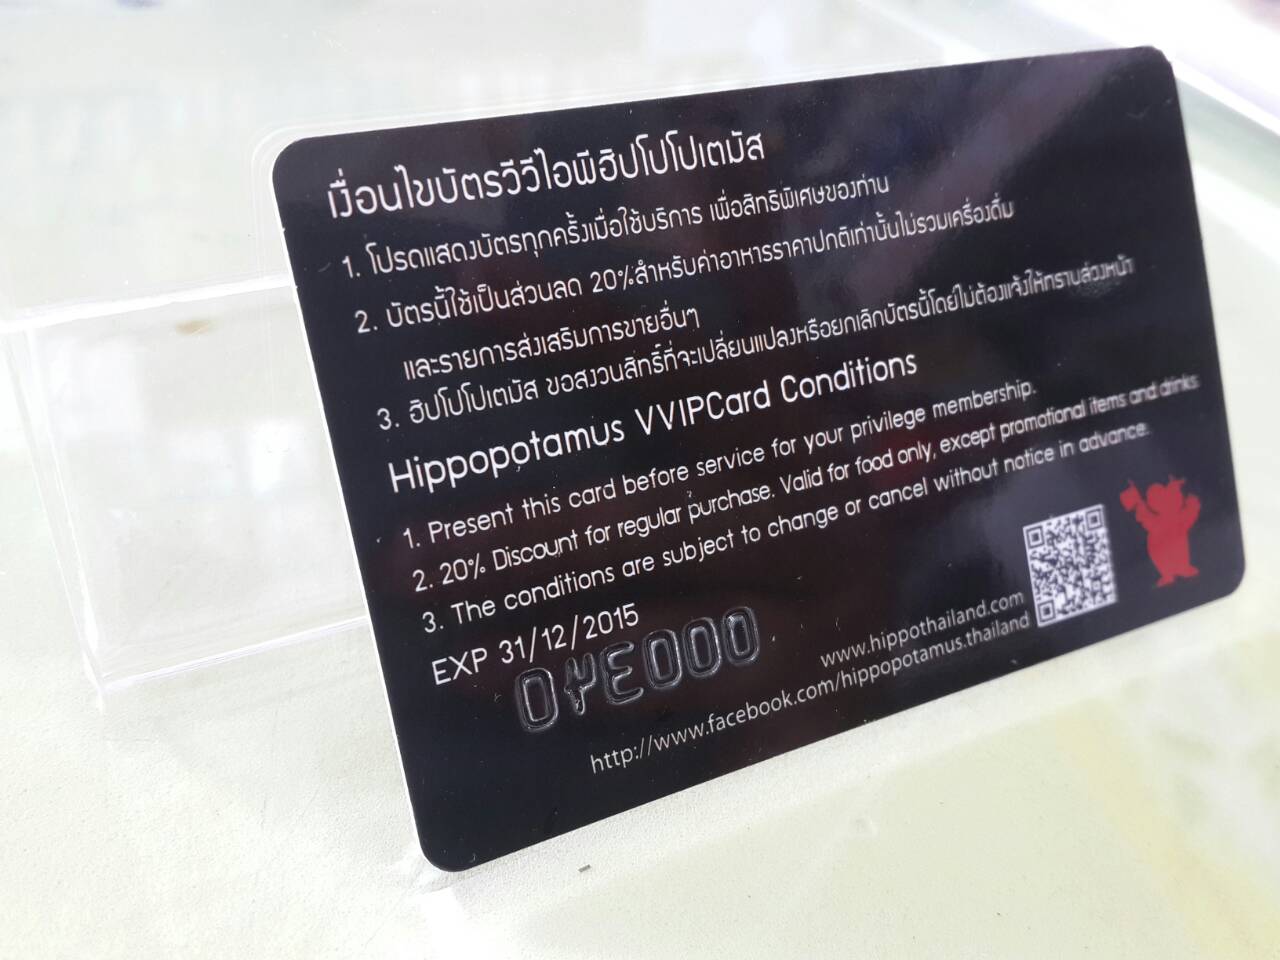 เงื่อนไขบัตรวีวีไอพีฮิปโปโปเตมัส
1. โปรดแสดงบัตรทุกครั้งเมื่อใช้บริการ เพื่อสิทธิพิเศษของท่าน
2. บัตรนี้ใช้เป็นส่วนลด 20%สำหรับค่าอาหารราคาปกติเท่านั้นไม่รวมเครื่องดื่ม
และรายการส่งเสริมการขายอื่นๆ
3. ฮิปโปโปเตมัส ขอสงวนสิทธิ์ที่จะเปลี่ยนแปลงหรือยกเลิกบัตรนี้โดยไม่ต้องแจ้งให้ทราบล่วงหน้า
Hippopotamus VVIPCard Conditions
1. Present this card before service for your privilege membership.
2. 20% Discount for regular purchase. Valid for food only, except promotional items and drinks
3. The conditions are subject to change or cancel without notice in advance.
EXP 31/12/2015
www.hippothailand.com
http://www.facebook.com/hippopotamus.thailand